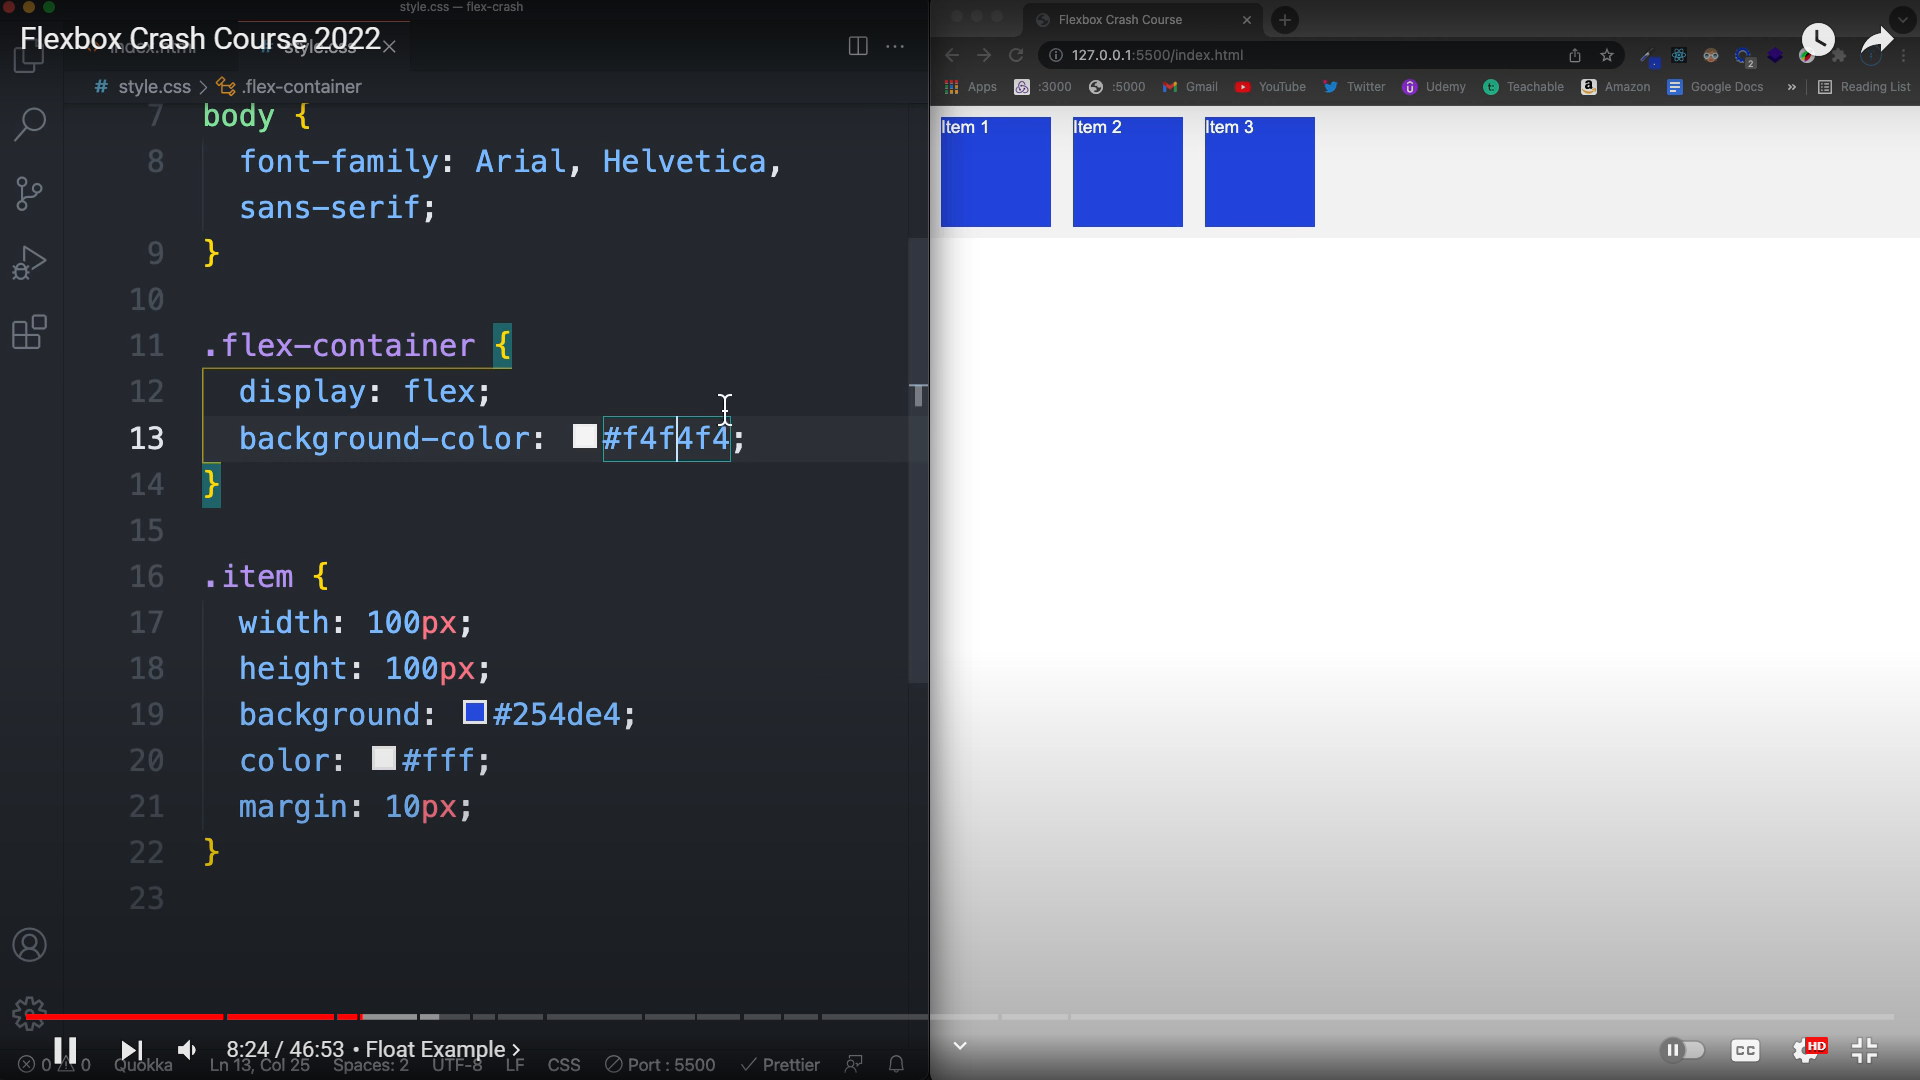 style.css — flex-crash
Flexbox Crash Course 2022
index.html
style.css
# style.css > .flex-container
7 body {
8 font-family: Arial, Helvetica,
sans-serif;
9 }
10
11 .flex-container {
12 display: flex;
13 background-color: #f4f4f4;
14 }
15
16 .item {
17 width: 100px;
18 height: 100px;
19 background: #254de4;
20 color: #fff;
21 margin: 10px;
22 }
23
8:24 / 46:53 • Float Example >
0 0 Quokka Ln 13, Col 25 Spaces: 2 UTF-8 LF CSS Port : 5500 Prettier
Flexbox Crash Course
127.0.0.1:5500/index.html
2
Apps :3000 :5000 Gmail YouTube Twitter Udemy Teachable Amazon Google Docs » Reading List
Item 1 Item 2 Item 3
CC HD